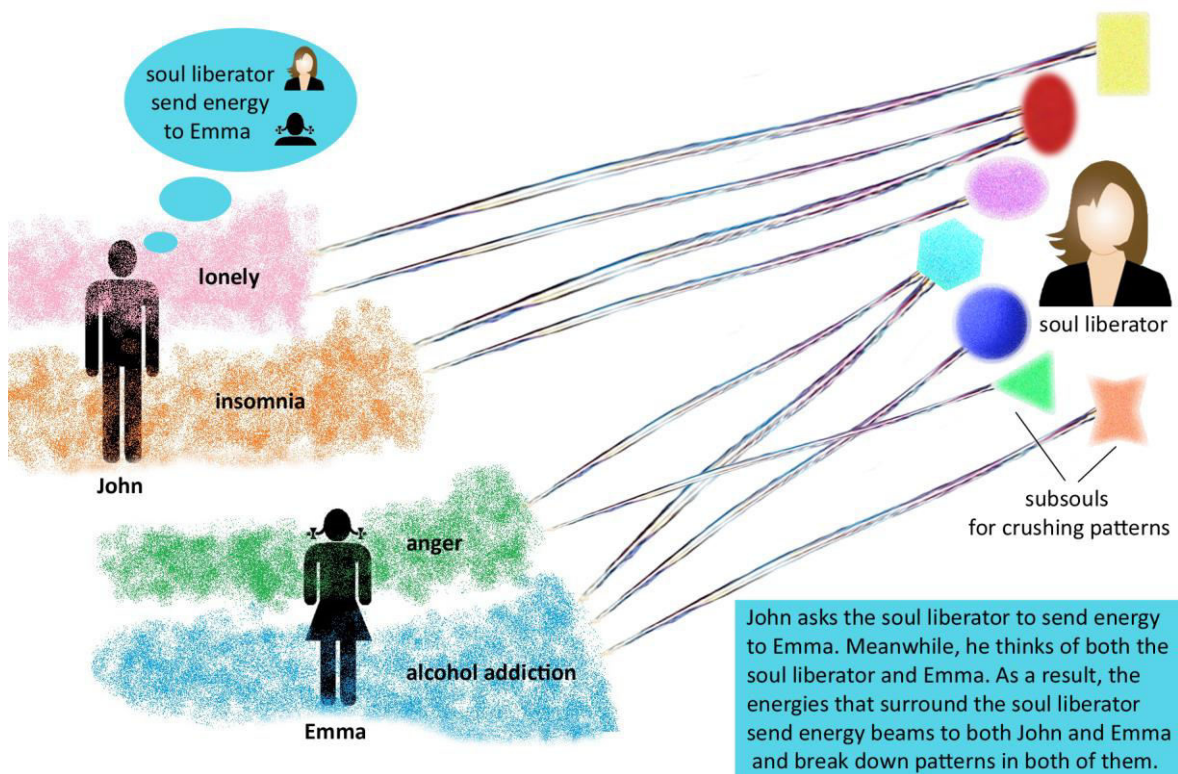 soul liberator
send energy
to Emma
lonely
insomnia
John
soul liberator
subsouls
for crushing patterns
anger
alcohol addiction
Emma
John asks the soul liberator to send energy
to Emma. Meanwhile, he thinks of both the
soul liberator and Emma. As a result, the
energies that surround the soul liberator
send energy beams to both John and Emma
and break down patterns in both of them.